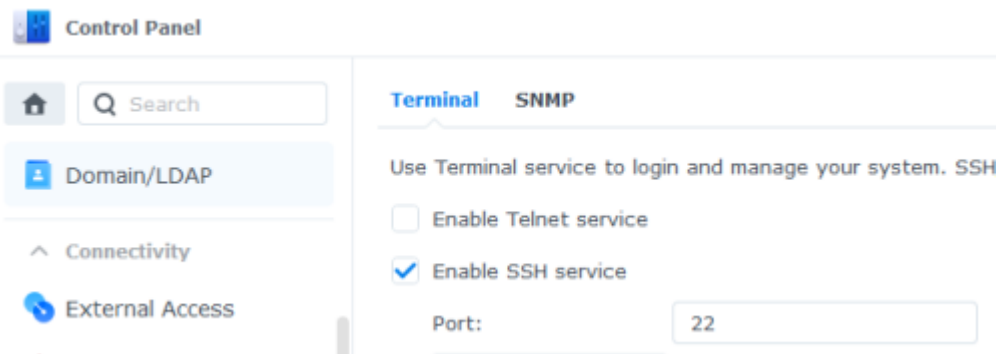 Control Panel
Search
Domain/LDAP
Connectivity
External Access
Terminal SNMP
Use Terminal service to login and manage your system. SSH
Enable Telnet service
Enable SSH service
Port: 22